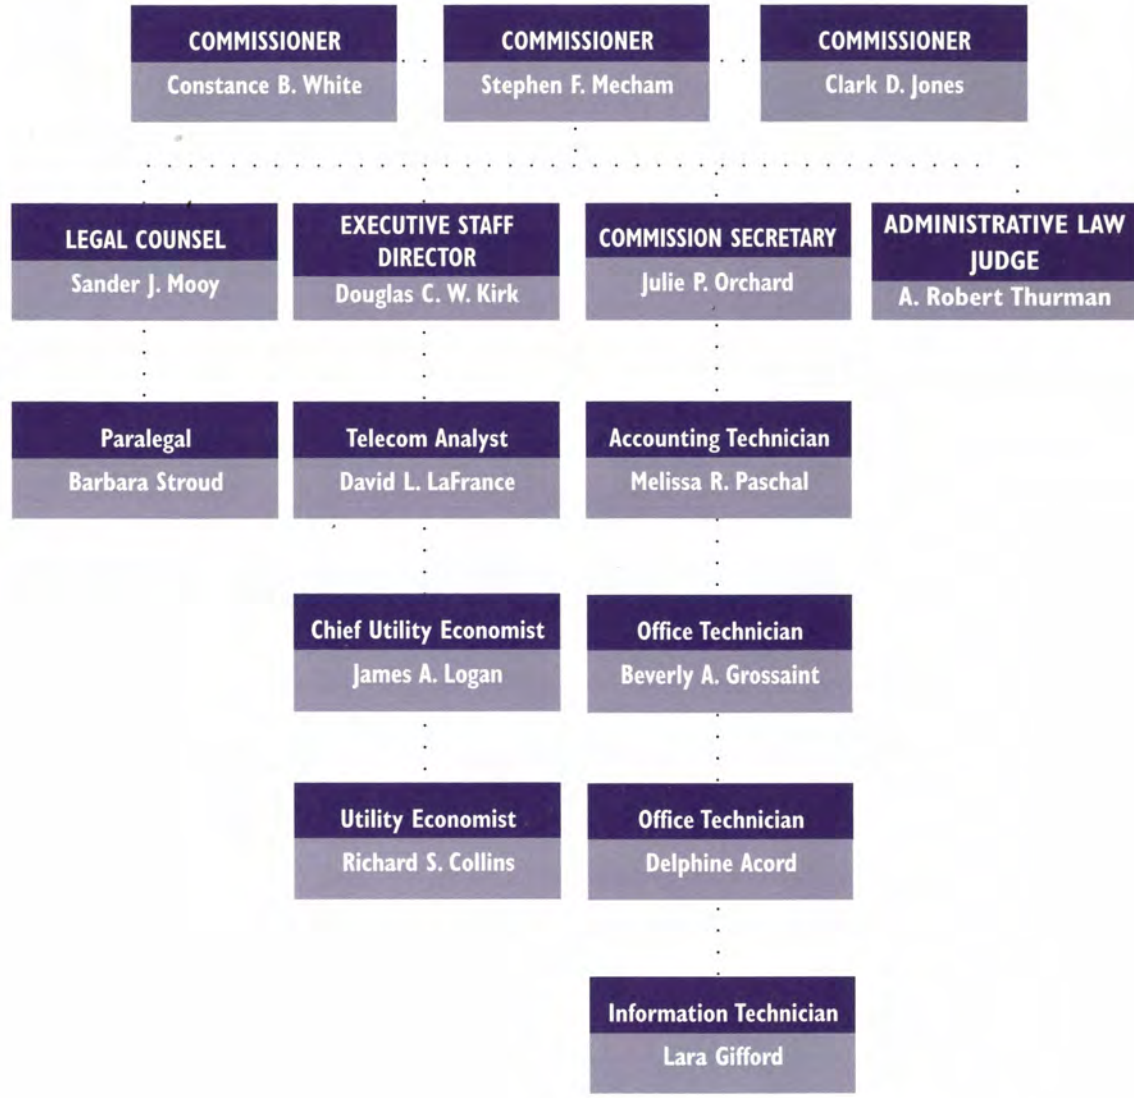 COMMISSIONER
Constance B. White
COMMISSIONER
Stephen F. Mecham
COMMISSIONER
Clark D. Jones
LEGAL COUNSEL
Sander J. Mooy
EXECUTIVE STAFF
DIRECTOR
Douglas C. W. Kirk
COMMISSION SECRETARY
Julie P. Orchard
ADMINISTRATIVE LAW
JUDGE
A. Robert Thurman
Paralegal
Barbara Stroud
Telecom Analyst
David L. LaFrance
Accounting Technician
Melissa R. Paschal
Chief Utility Economist
James A. Logan
Office Technician
Beverly A. Grossaint
Utility Economist
Richard S. Collins
Office Technician
Delphine Acord
Information Technician
Lara Gifford